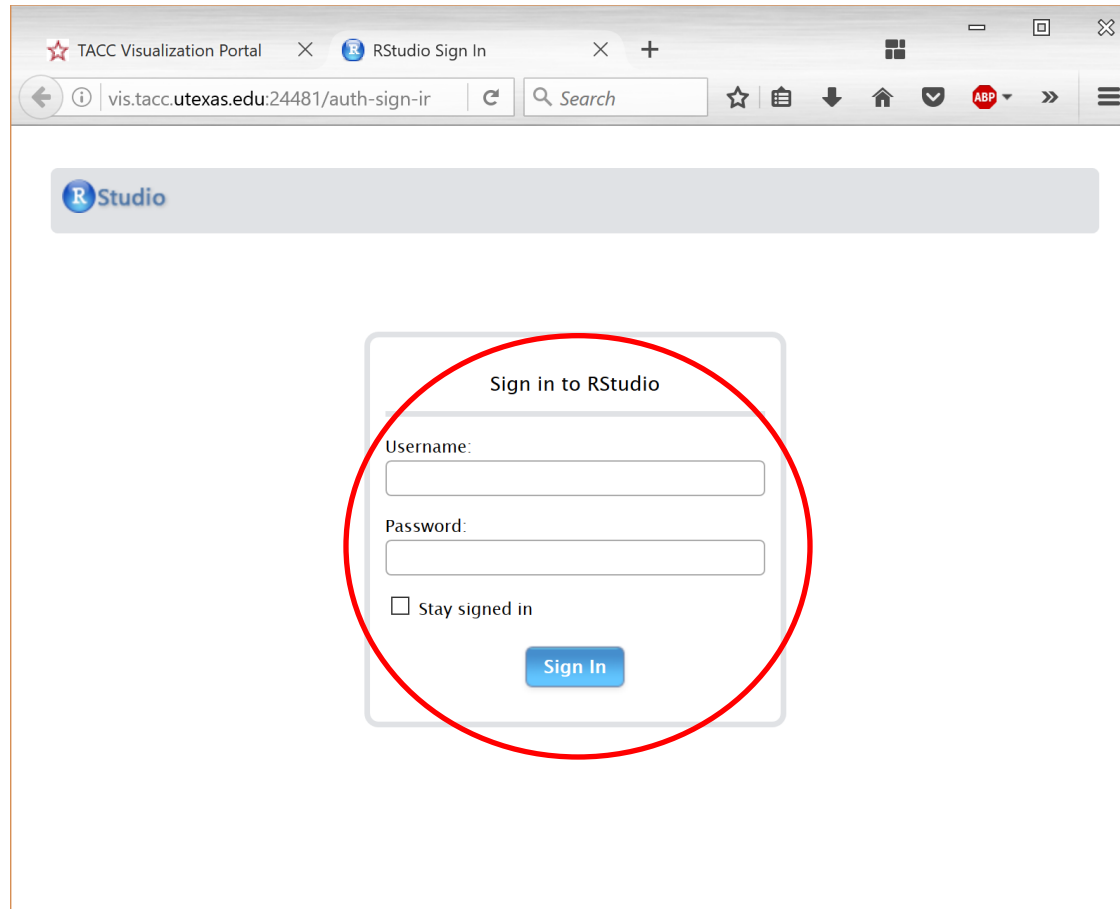 TACC Visualization Portal
RStudio Sign In
vis.tacc.utexas.edu:24481/auth-sign-ir
Search
ABP
R Studio
Sign in to RStudio
Username:
Password:
Stay signed in
Sign In